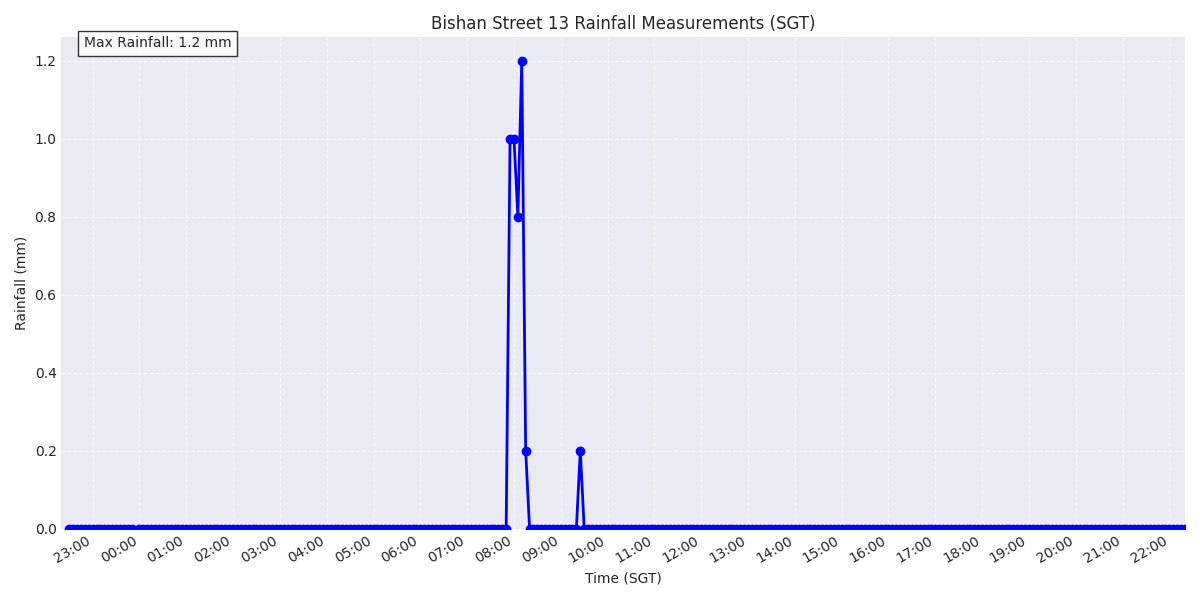 Bishan Street 13 Rainfall Measurements (SGT)
Max Rainfall: 1.2 mm
1.2
1.0
0.8
0.6
0.4
0.2
0.0
Rainfall (mm)
23:00 00:00 01:00 02:00 03:00 04:00 05:00 06:00 07:00 08:00 09:00 10:00 11:00 12:00 13:00 14:00 15:00 16:00 17:00 18:00 19:00 20:00 21:00 22:00
Time (SGT)